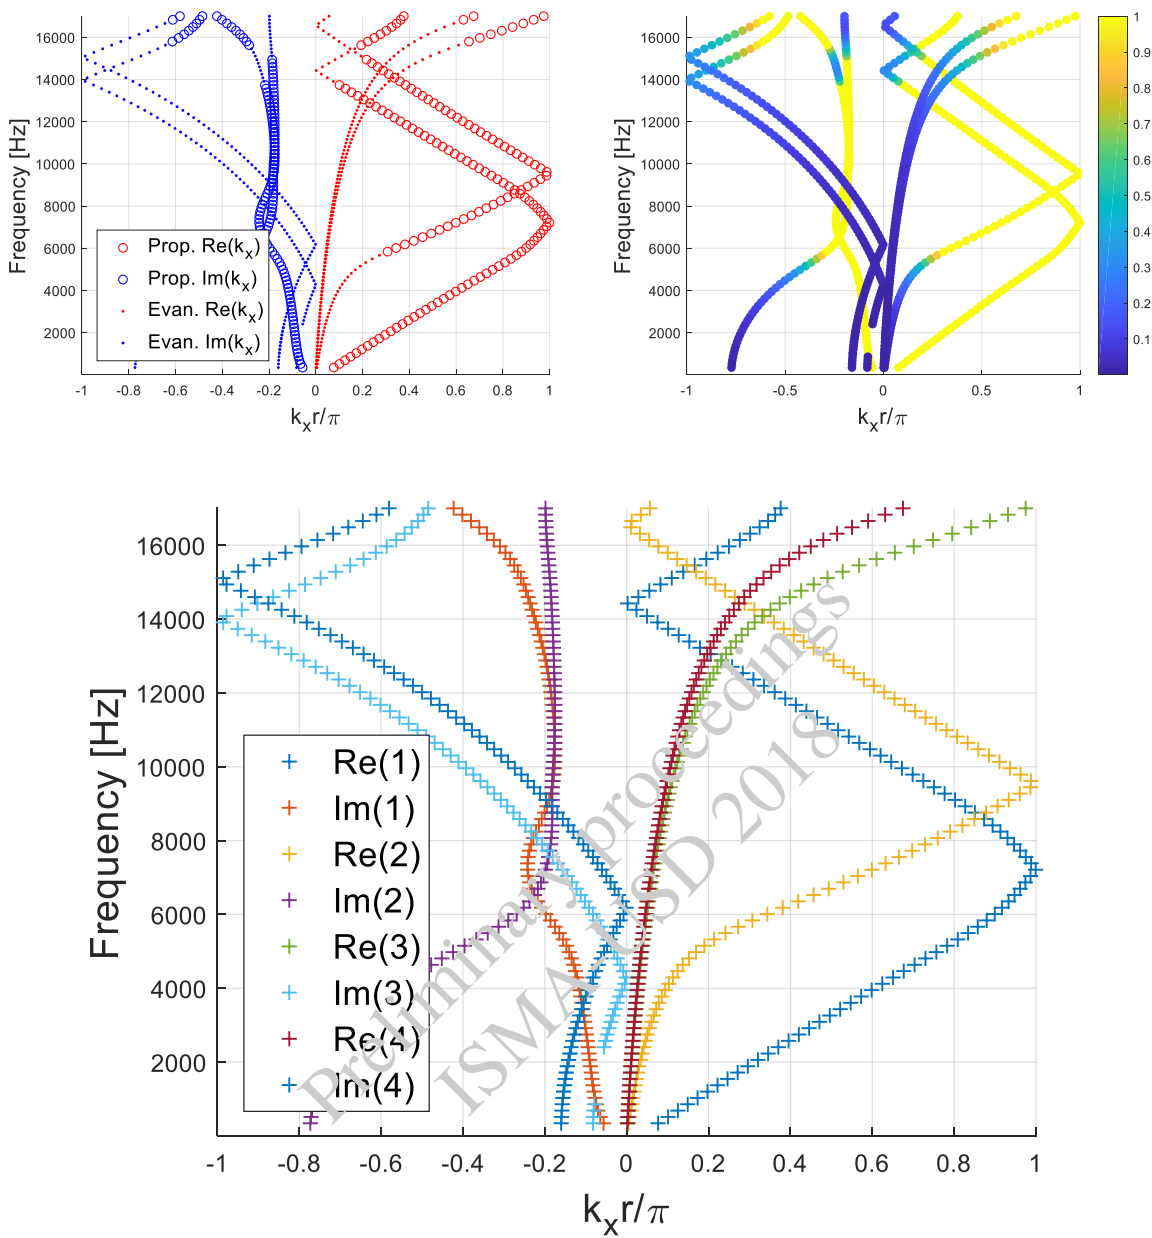 16000
14000
12000
10000
8000
6000
4000
2000
Frequency [Hz]
Prop. Re(kx)
Prop. Im(kx)
Evan. Re(kx)
Evan. Im(kx)
-1 -0.8 -0.6 -0.4 -0.2 0 0.2 0.4 0.6 0.8 1
kxr/π
16000
14000
12000
10000
8000
6000
4000
2000
Frequency [Hz]
-1 -0.5 0 0.5 1
kxr/π
1
0.9
0.8
0.7
0.6
0.5
0.4
0.3
0.2
0.1
16000
14000
12000
10000
8000
6000
4000
2000
Frequency [Hz]
Re(1)
Im(1)
Re(2)
Im(2)
Re(3)
Im(3)
Re(4)
Im(4)
Preliminary proceedings
ISMA-USD 2018
-1 -0.8 -0.6 -0.4 -0.2 0 0.2 0.4 0.6 0.8 1
kxr/π